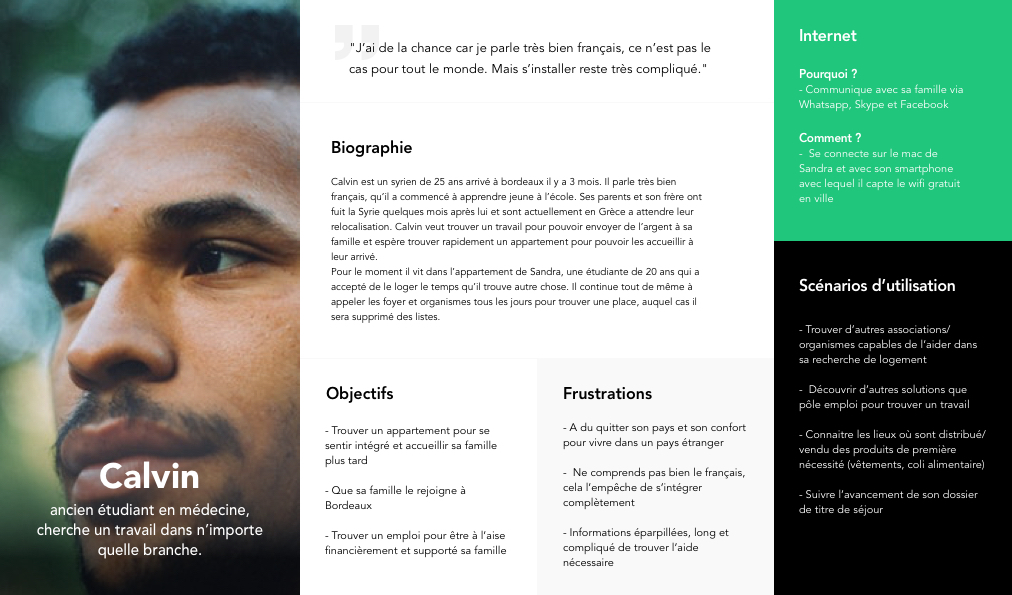 "J'ai de la chance car je parle très bien français, ce n'est pas le
cas pour tout le monde. Mais s'installer reste très compliqué."
Biographie
Calvin est un syrien de 25 ans arrivé à bordeaux il y a 3 mois. Il parle très bien
français, qu'il a commencé à apprendre jeune à l'école. Ses parents et son frère ont
fuit la Syrie quelques mois après lui et sont actuellement en Grèce a attendre leur
relocalisation. Calvin veut trouver un travail pour pouvoir envoyer de l'argent à sa
famille et espère trouver rapidement un appartement pour pouvoir les accueillir à
leur arrivé.
Pour le moment il vit dans l'appartement de Sandra, une étudiante de 20 ans qui a
accepté de le loger le temps qu'il trouve autre chose. Il continue tout de même à
appeler les foyer et organismes tous les jours pour trouver une place, auquel cas il
sera supprimé des listes.
Calvin
ancien étudiant en médecine,
cherche un travail dans n'importe
quelle branche.
Objectifs
- Trouver un appartement pour se
sentir intégré et accueillir sa famille
plus tard
- Que sa famille le rejoigne à
Bordeaux
- Trouver un emploi pour être à l'aise
financièrement et supporté sa famille
Frustrations
- A du quitter son pays et son confort
pour vivre dans un pays étranger
- Ne comprends pas bien le français,
cela l'empêche de s'intégrer
complètement
- Informations éparpillées, long et
compliqué de trouver l'aide
nécessaire
Internet
Pourquoi ?
- Communique avec sa famille via
Whatsapp, Skype et Facebook
Comment ?
- Se connecte sur le mac de
Sandra et avec son smartphone
avec lequel il capte le wifi gratuit
en ville
Scénarios d'utilisation
- Trouver d'autres associations/
organismes capables de l'aider dans
sa recherche de logement
- Découvrir d'autres solutions que
pôle emploi pour trouver un travail
- Connaitre les lieux où sont distribué/
vendu des produits de première
nécessité (vêtements, coli alimentaire)
- Suivre l'avancement de son dossier
de titre de séjour